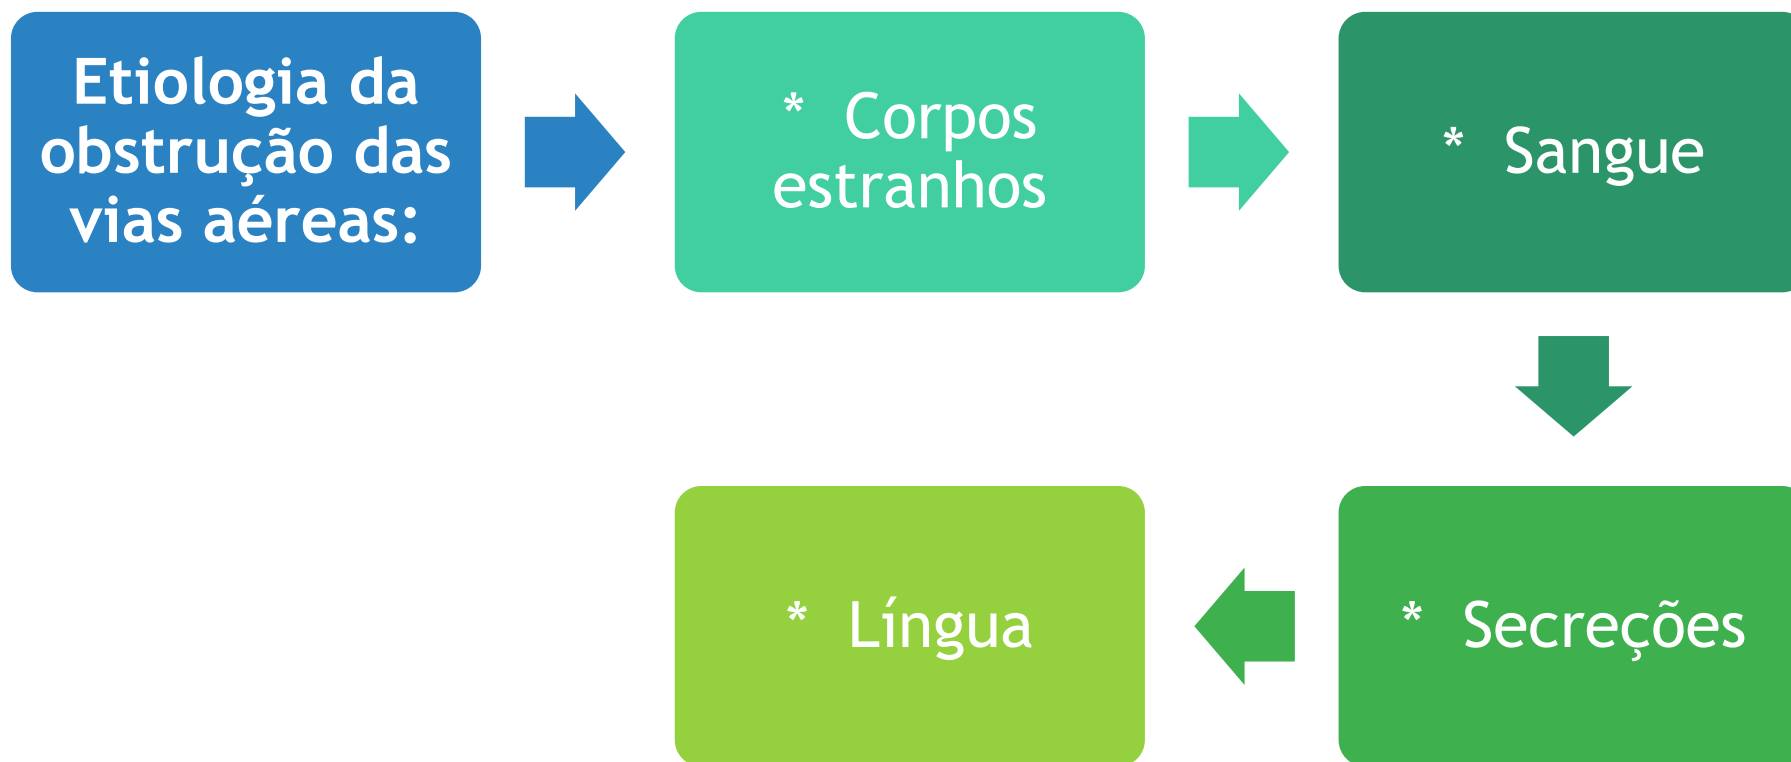 Etiologia da
obstrução das
vias aéreas:
* Corpos
estranhos
* Sangue
* Secreções
* Língua